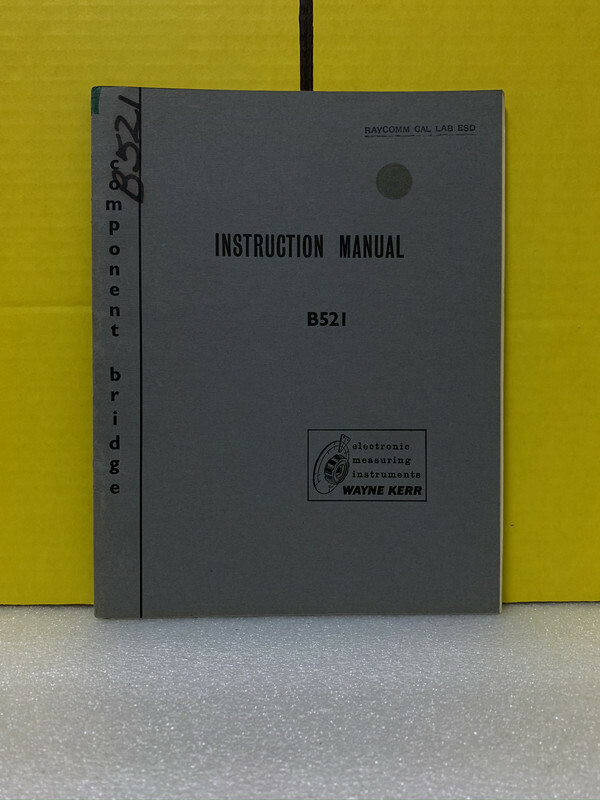 B521
component bridge
RAYCOMM CAL LAB ESD
INSTRUCTION MANUAL
B521
electronic
measuring
instruments
WAYNE KERR